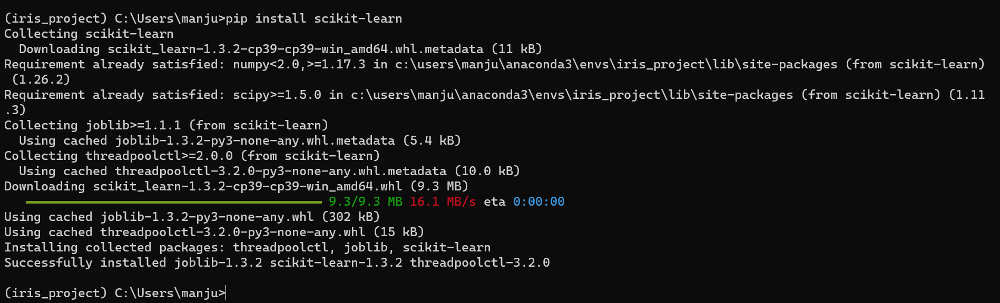 (iris_project) C:\Users\manju>pip install scikit-learn
Collecting scikit-learn
  Downloading scikit_learn-1.3.2-cp39-cp39-win_amd64.whl.metadata (11 kB)
Requirement already satisfied: numpy<2.0,>=1.17.3 in c:\users\manju\anaconda3\envs\iris_project\lib\site-packages (from scikit-learn)
 (1.26.2)
Requirement already satisfied: scipy>=1.5.0 in c:\users\manju\anaconda3\envs\iris_project\lib\site-packages (from scikit-learn) (1.11
.3)
Collecting joblib>=1.1.1 (from scikit-learn)
  Using cached joblib-1.3.2-py3-none-any.whl.metadata (5.4 kB)
Collecting threadpoolctl>=2.0.0 (from scikit-learn)
  Using cached threadpoolctl-3.2.0-py3-none-any.whl.metadata (10.0 kB)
Downloading scikit_learn-1.3.2-cp39-cp39-win_amd64.whl (9.3 MB)
9.3/9.3 MB 16.1 MB/s eta 0:00:00
Using cached joblib-1.3.2-py3-none-any.whl (302 kB)
Using cached threadpoolctl-3.2.0-py3-none-any.whl (15 kB)
Installing collected packages: threadpoolctl, joblib, scikit-learn
Successfully installed joblib-1.3.2 scikit-learn-1.3.2 threadpoolctl-3.2.0
(iris_project) C:\Users\manju>